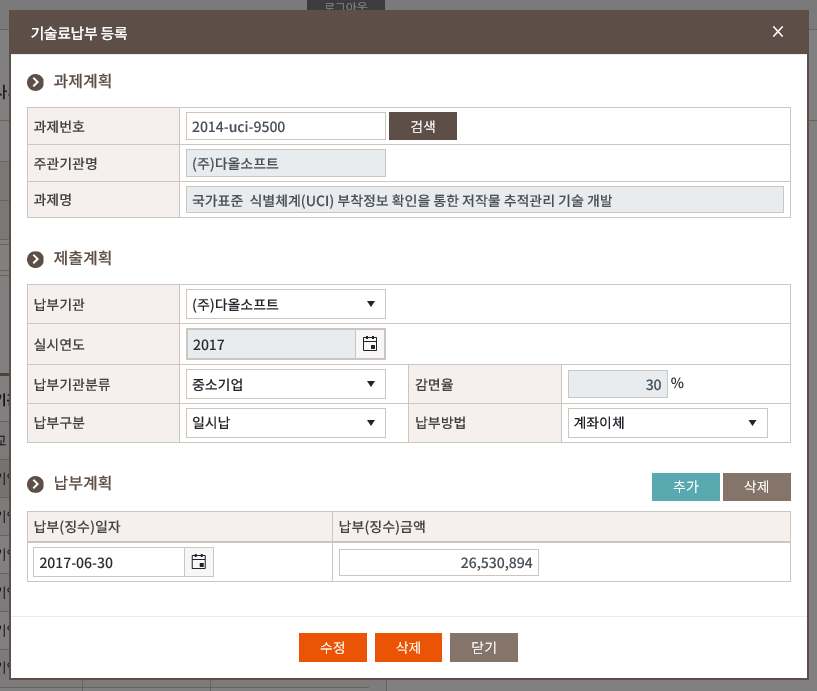 로그아웃
기술료납부 등록
과제계획
과제번호 2014-uci-9500 검색
주관기관명 (주)다올소프트
과제명 국가표준 식별체계(UCI) 부착정보 확인을 통한 저작물 추적관리 기술 개발
제출계획
납부기관 (주)다올소프트
실시연도 2017
납부기관분류 중소기업 감면율 30 %
납부구분 일시납 납부방법 계좌이체
납부계획 추가 삭제
납부(징수)일자 납부(징수)금액
2017-06-30 26,530,894
수정 삭제 닫기